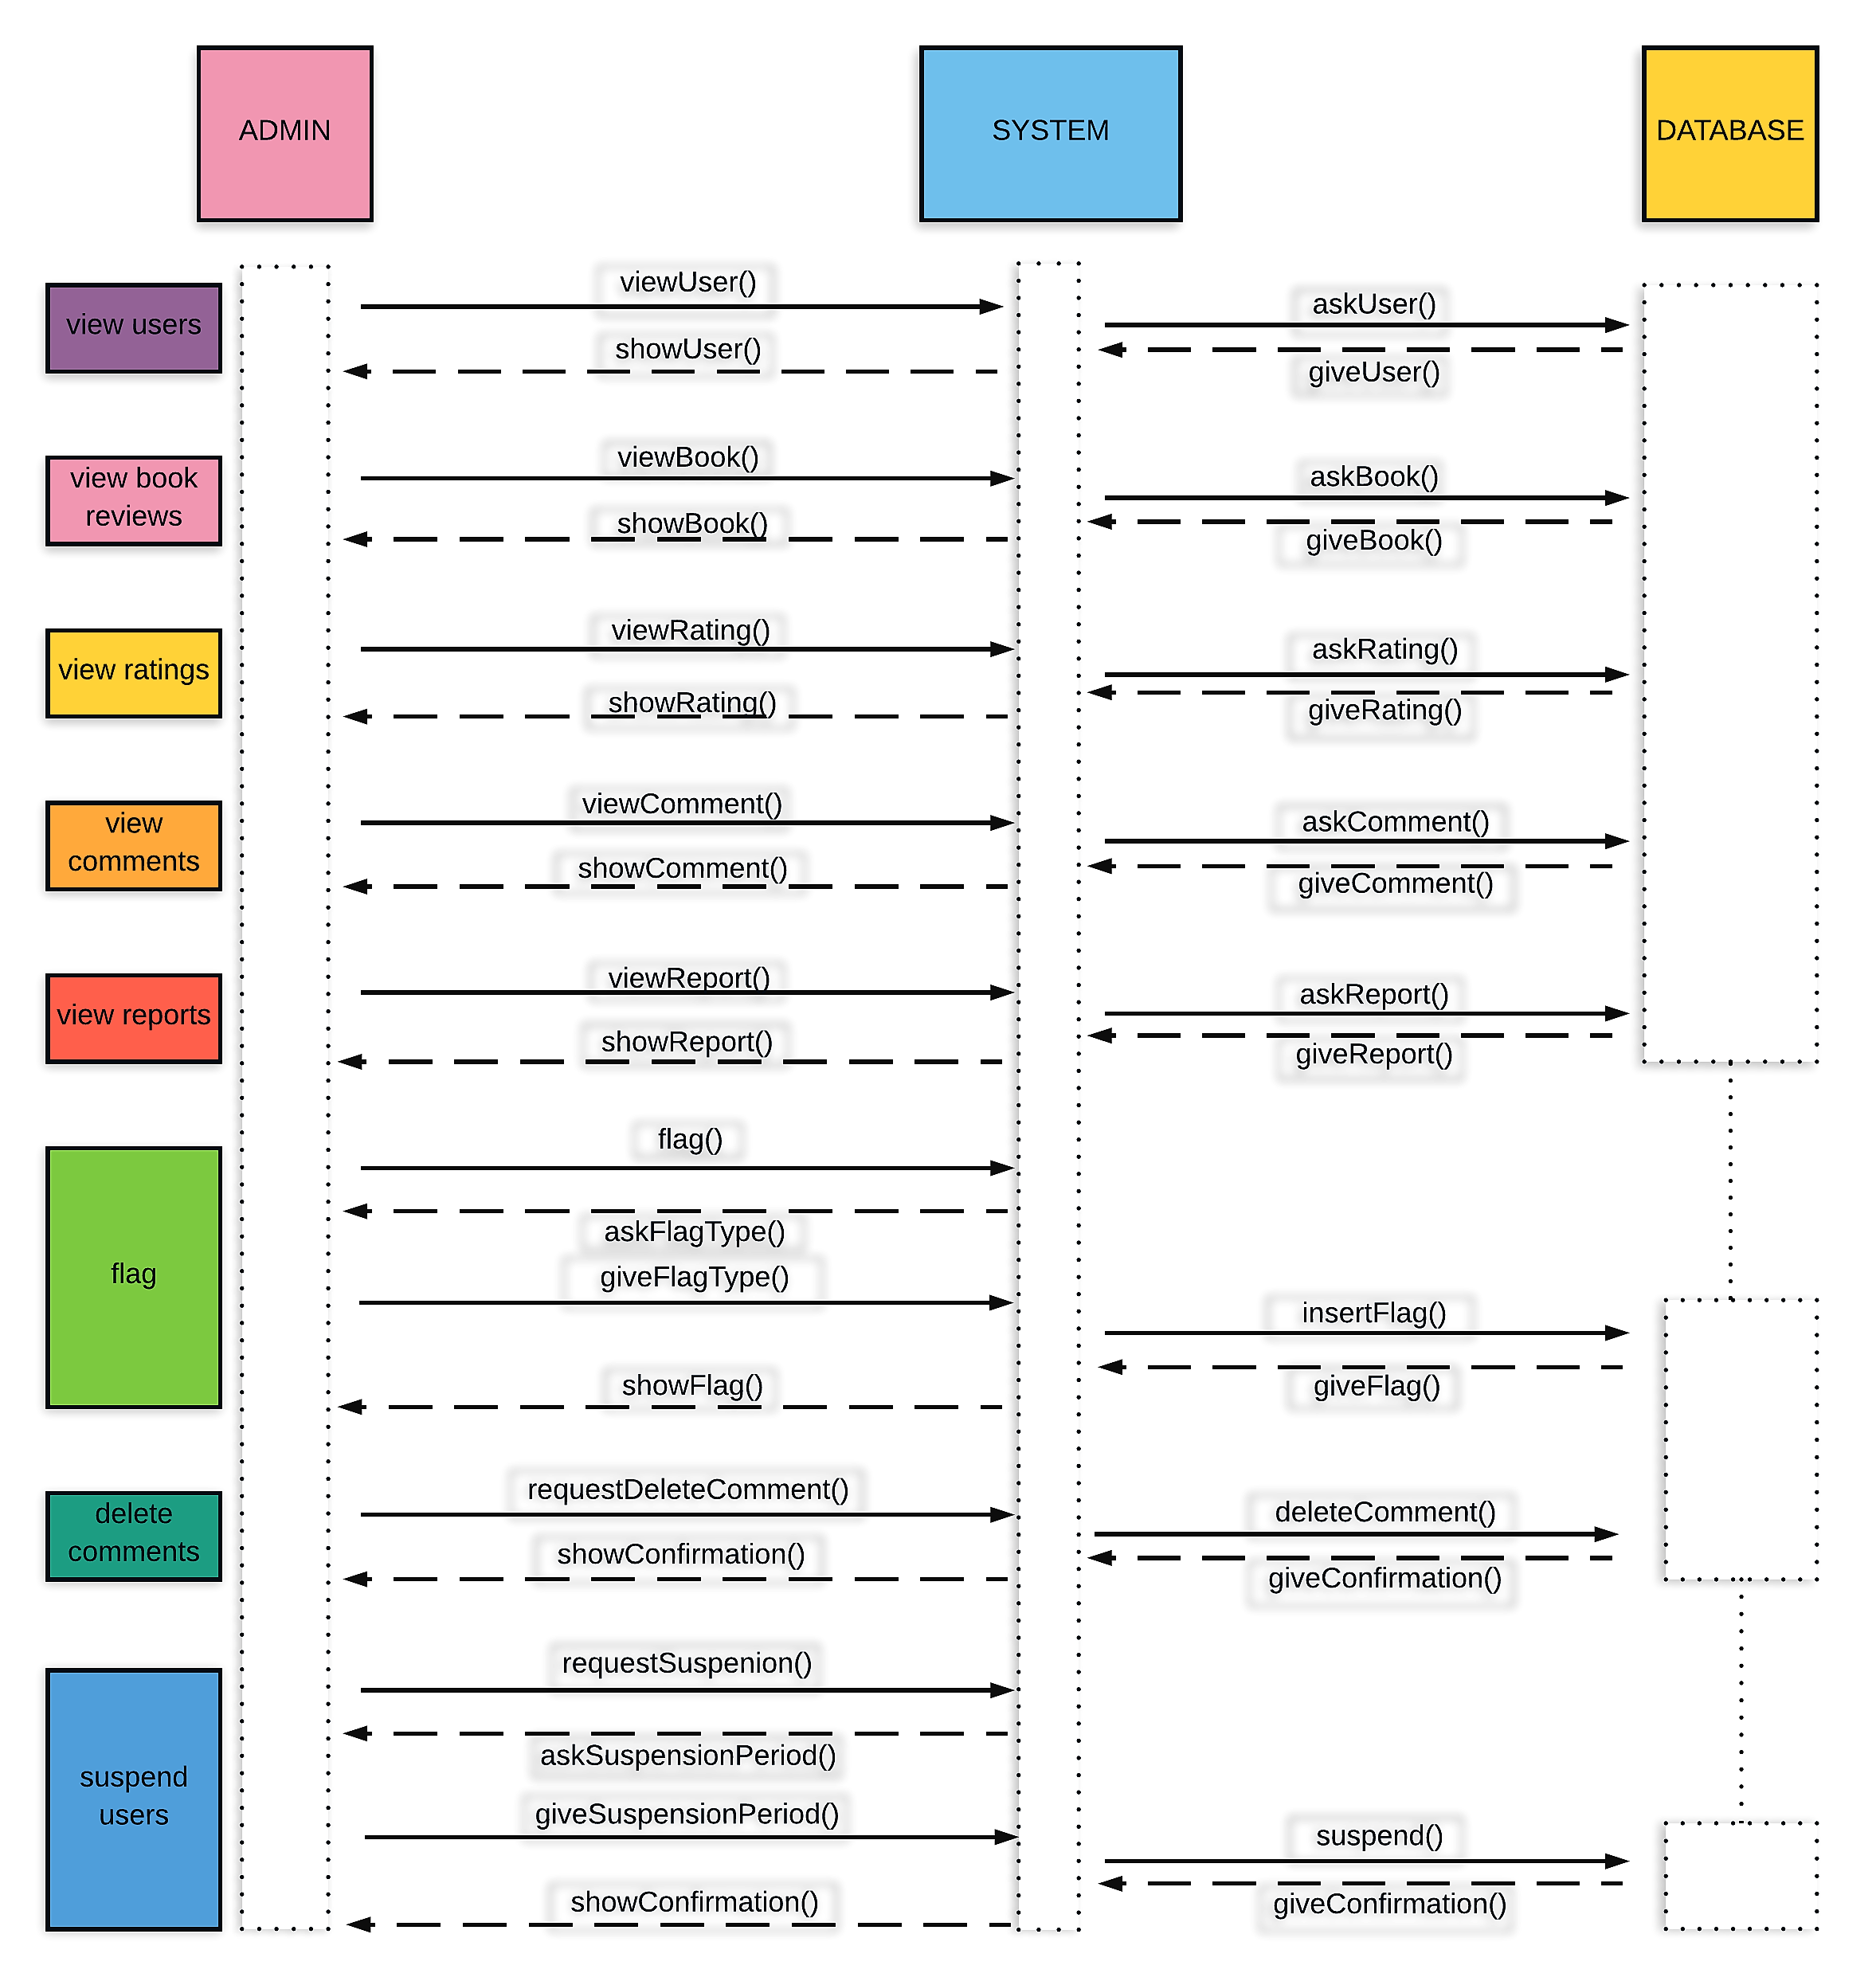 ADMIN
SYSTEM
DATABASE
view users
viewUser()
askUser()
showUser()
giveUser()
view book
reviews
viewBook()
askBook()
showBook()
giveBook()
view ratings
viewRating()
askRating()
showRating()
giveRating()
view
comments
viewComment()
askComment()
showComment()
giveComment()
view reports
viewReport()
askReport()
showReport()
giveReport()
flag
flag()
askFlagType()
giveFlagType()
insertFlag()
giveFlag()
showFlag()
delete
comments
requestDeleteComment()
deleteComment()
showConfirmation()
giveConfirmation()
suspend
users
requestSuspenion()
askSuspensionPeriod()
giveSuspensionPeriod()
suspend()
giveConfirmation()
showConfirmation()